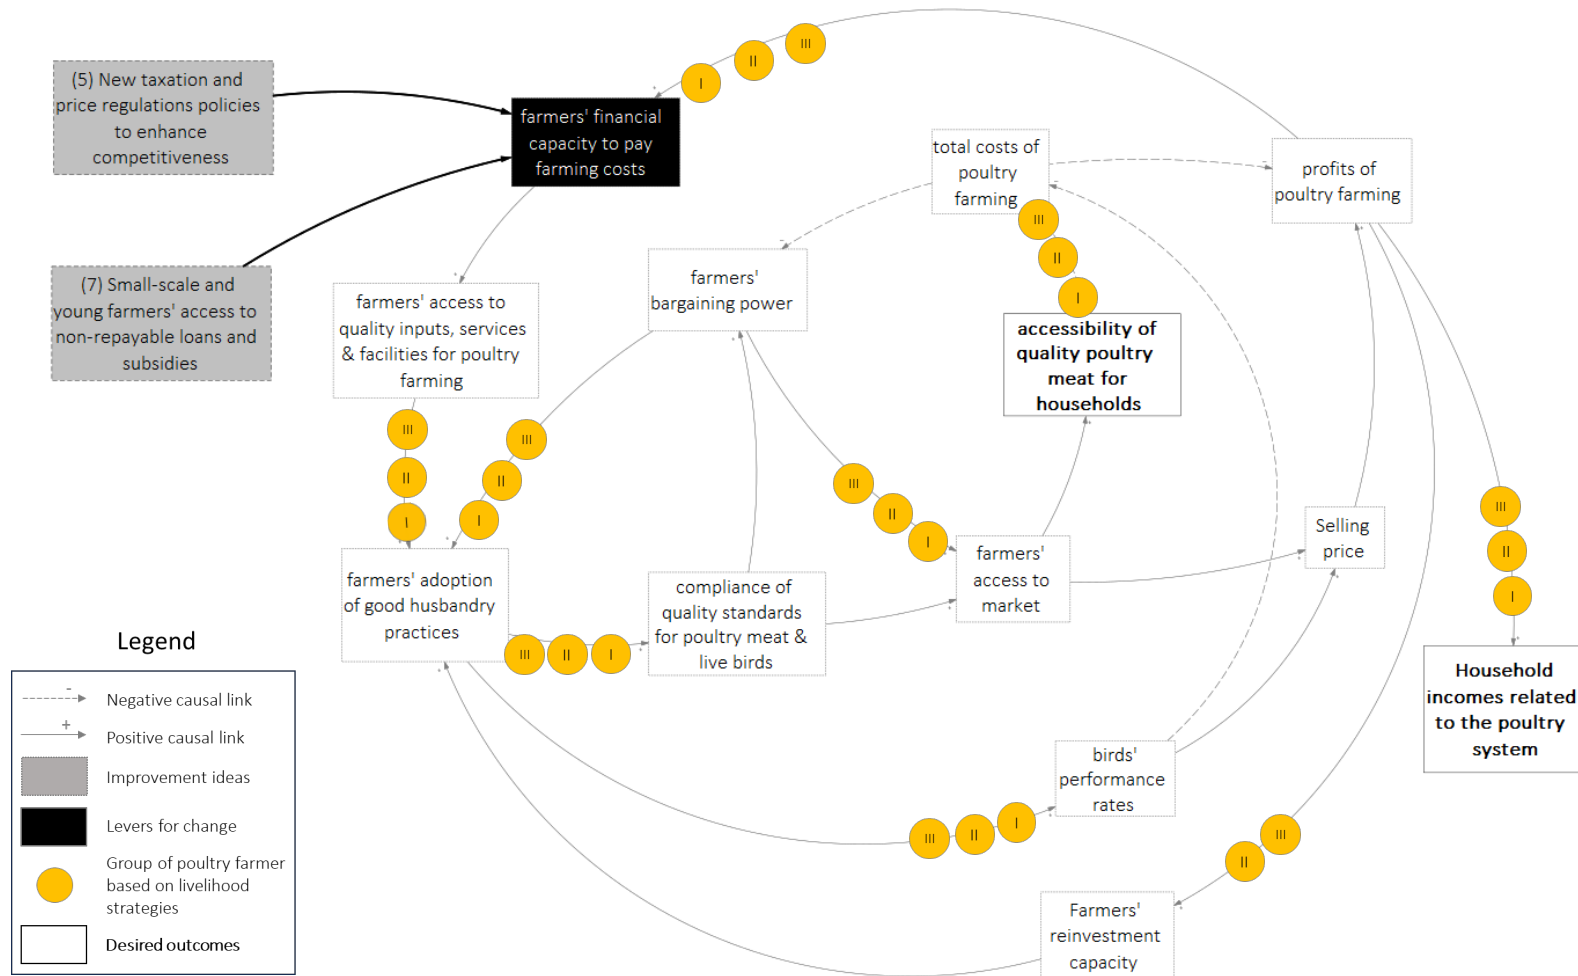 (5) New taxation and
price regulations policies
to enhance
competitiveness
(7) Small-scale and
young farmers' access to
non-repayable loans and
subsidies
III
II
I
+
farmers' financial
capacity to pay
farming costs
total costs of
poultry
farming
profits of
poultry farming
-
-
-
III
II
I
farmers'
bargaining power
+
farmers' access to
quality inputs, services
& facilities for poultry
farming
accessibility of
quality poultry
meat for
households
III
II
I
III
II
I
III
II
I
farmers'
access to
market
Selling
price
III
II
I
farmers' adoption
of good husbandry
practices
III
II
I
compliance of
quality standards
for poultry meat &
live birds
Household
incomes related
to the poultry
system
birds'
performance
rates
III
II
I
III
II
Farmers'
reinvestment
capacity
Legend
-
Negative causal link
+
Positive causal link
Improvement ideas
Levers for change
Group of poultry farmer
based on livelihood
strategies
Desired outcomes